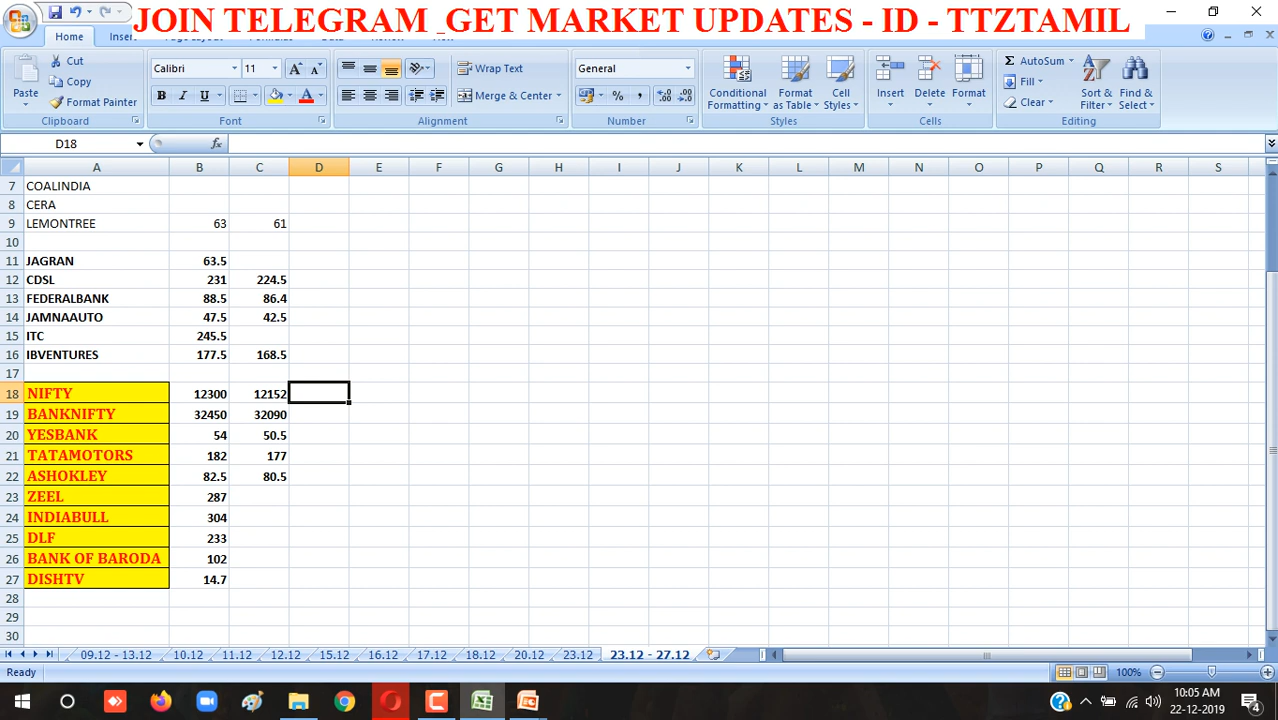 JOIN TELEGRAM _GET MARKET UPDATES - ID - TTZTAMIL
Home Inser
Cut
Copy
Format Painter
Paste
Clipboard
Calibri 11
B I U
Font
Wrap Text
Merge & Center
Alignment
General
Number
Conditional Formatting
Format as Table
Cell Styles
Styles
Insert Delete Format
Cells
AutoSum
Fill
Clear
Sort & Filter
Find & Select
Editing
D18 fx
A B C D E F G H I J K L M N O P Q R S
7 COALINDIA
8 CERA
9 LEMONTREE 63 61
10
11 JAGRAN 63.5
12 CDSL 231 224.5
13 FEDERALBANK 88.5 86.4
14 JAMNAAUTO 47.5 42.5
15 ITC 245.5
16 IBVENTURES 177.5 168.5
17
18 NIFTY 12300 12152
19 BANKNIFTY 32450 32090
20 YESBANK 54 50.5
21 TATAMOTORS 182 177
22 ASHOKLEY 82.5 80.5
23 ZEEL 287
24 INDIABULL 304
25 DLF 233
26 BANK OF BARODA 102
27 DISHTV 14.7
28
29
30
09.12 - 13.12 10.12 11.12 12.12 15.12 16.12 17.12 18.12 20.12 23.12 23.12 - 27.12
Ready 100%
10:05 AM
22-12-2019
4